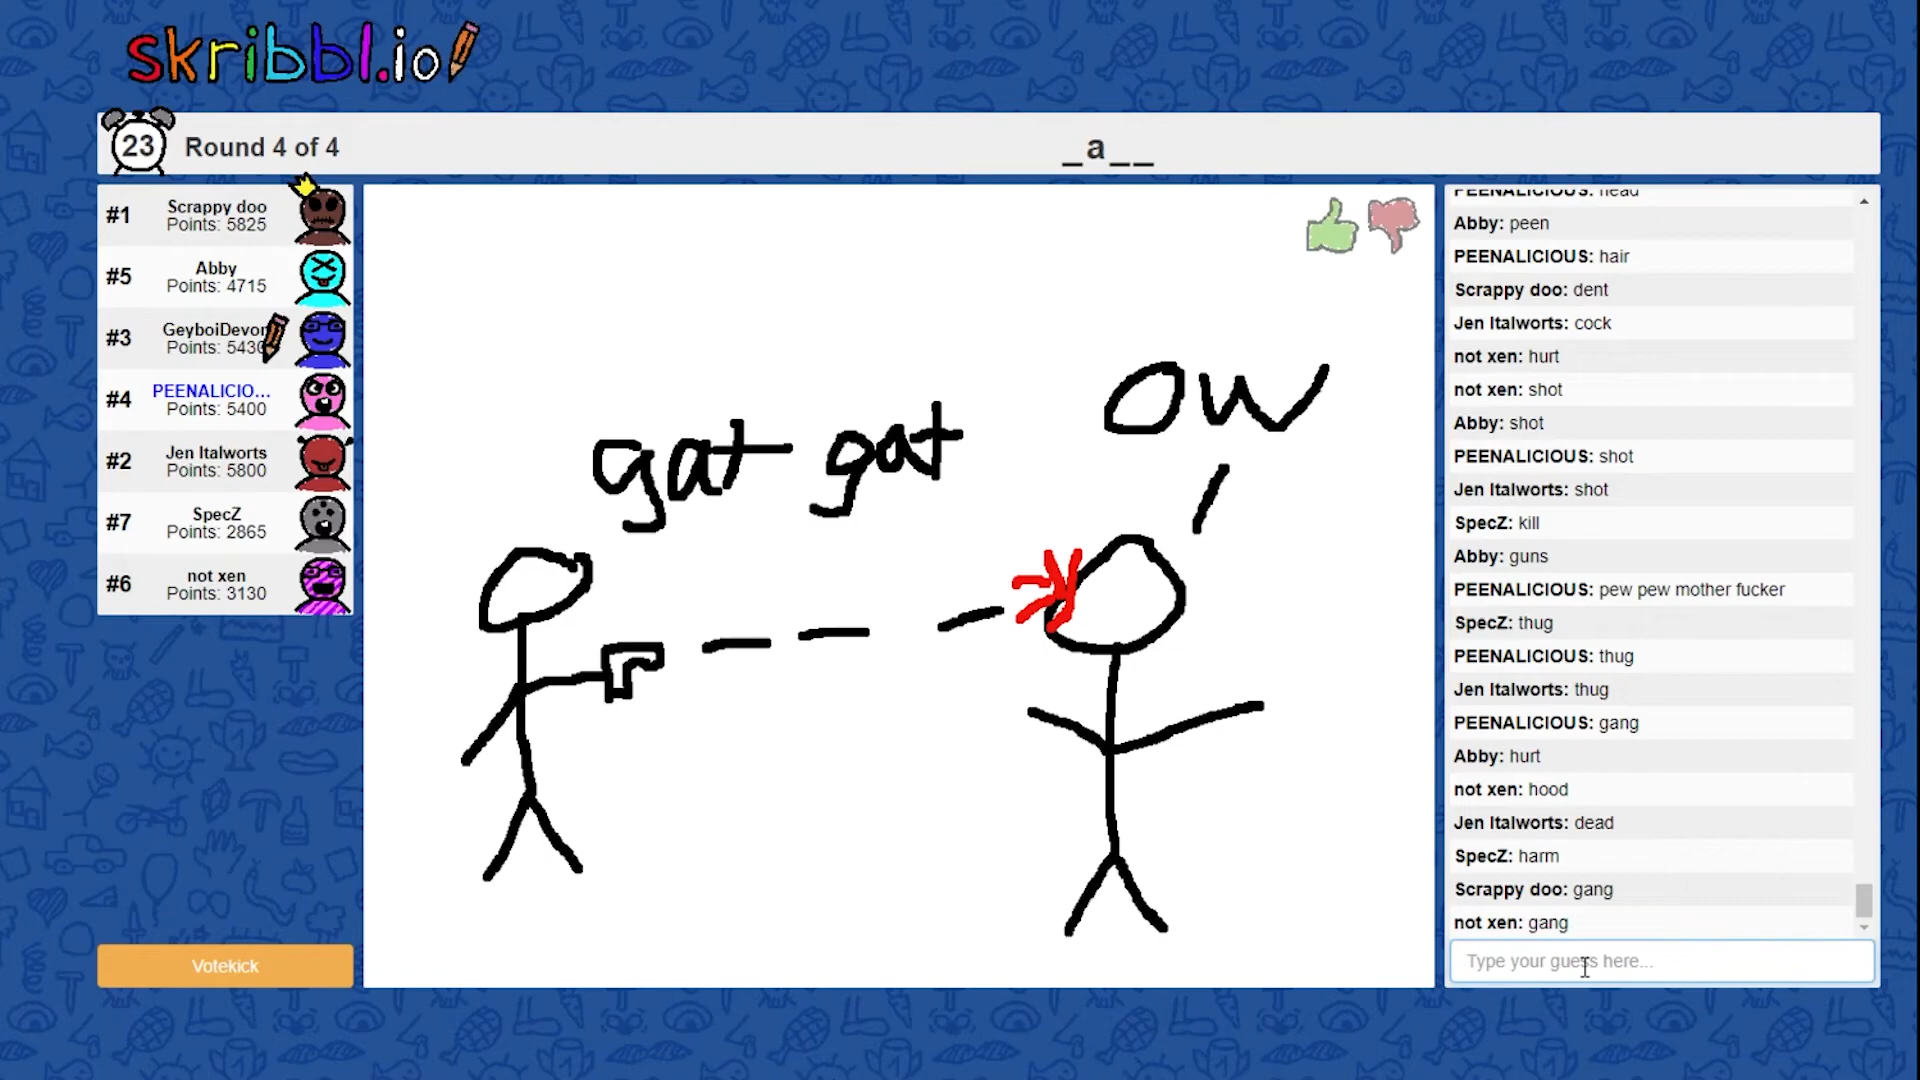 skribbl.io
23 Round 4 of 4 _a__
#1 Scrappy doo
Points: 5825
#5 Abby
Points: 4715
#3 GeyboiDevon
Points: 5430
#4 PEENALICIO...
Points: 5400
#2 Jen Italworts
Points: 5800
#7 SpecZ
Points: 2865
#6 not xen
Points: 3130
Votekick
gat gat
OW
PEENALICIOUS: head
Abby: peen
PEENALICIOUS: hair
Scrappy doo: dent
Jen Italworts: cock
not xen: hurt
not xen: shot
Abby: shot
PEENALICIOUS: shot
Jen Italworts: shot
SpecZ: kill
Abby: guns
PEENALICIOUS: pew pew mother fucker
SpecZ: thug
PEENALICIOUS: thug
Jen Italworts: thug
PEENALICIOUS: gang
Abby: hurt
not xen: hood
Jen Italworts: dead
SpecZ: harm
Scrappy doo: gang
not xen: gang
Type your guess here...